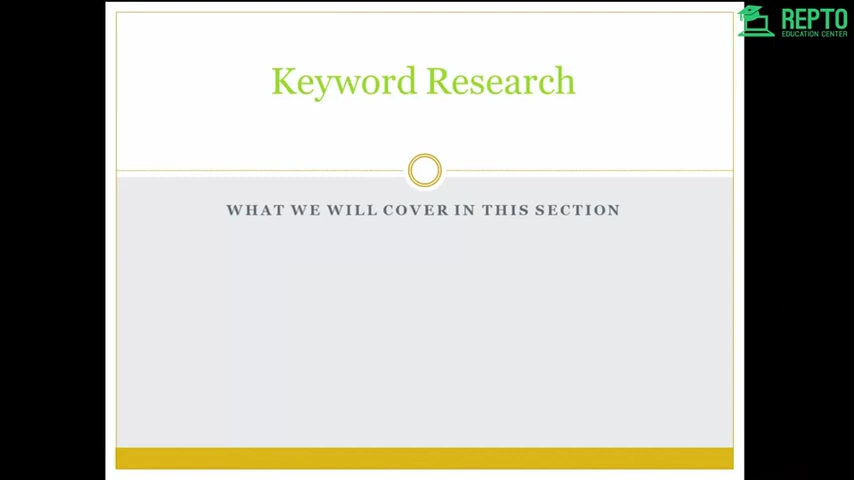 REPTO
EDUCATION CENTER
Keyword Research
WHAT WE WILL COVER IN THIS SECTION